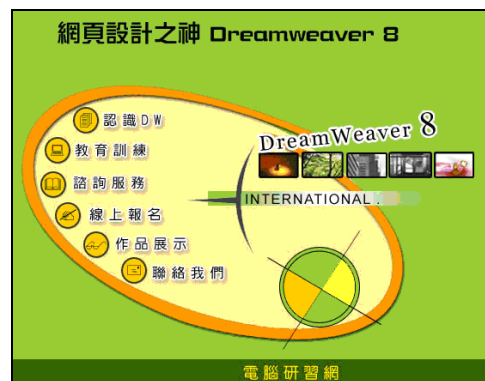 網頁設計之神 Dreamweaver 8
認識DW
教育訓練
諮詢服務
線上報名
作品展示
聯絡我們
DreamWeaver 8
INTERNATIONAL .
電腦研習網